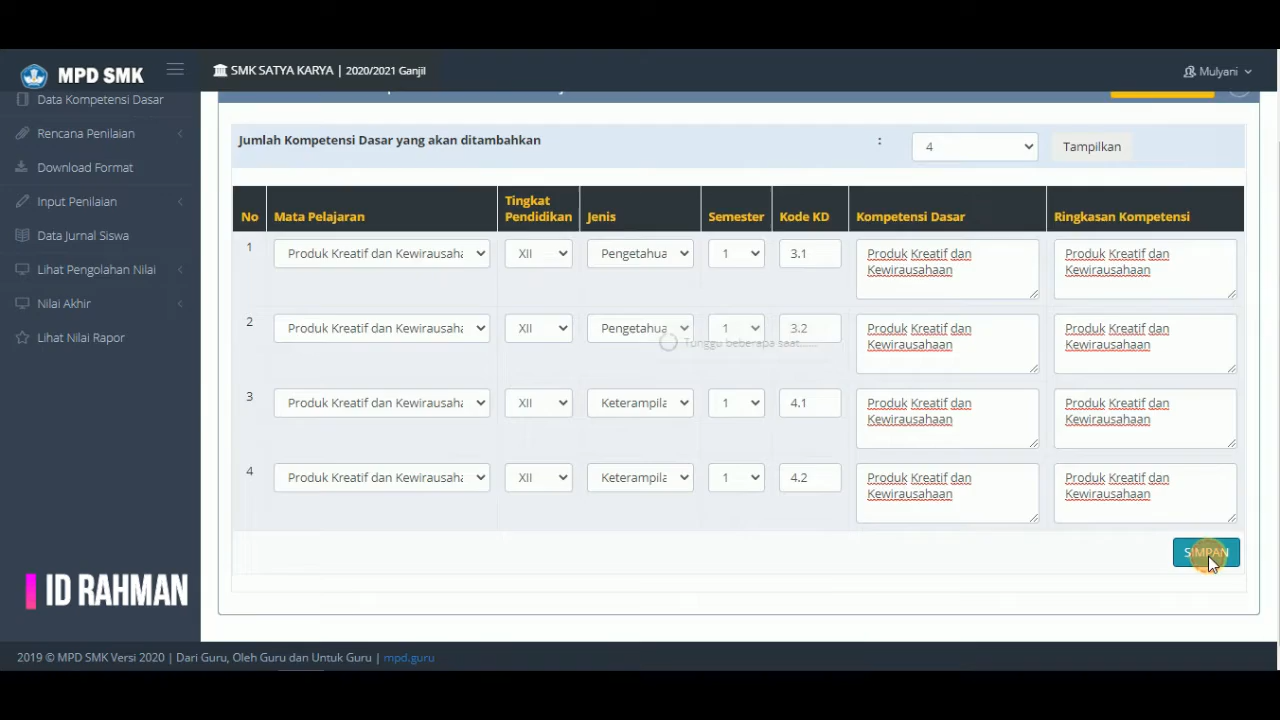 MPD SMK
SMK SATYA KARYA | 2020/2021 Ganjil
Mulyani
Data Kompetensi Dasar
Rencana Penilaian
Download Format
Input Penilaian
Data Jurnal Siswa
Lihat Pengolahan Nilai
Nilai Akhir
Lihat Nilai Rapor
Jumlah Kompetensi Dasar yang akan ditambahkan : 4 Tampilkan
No Mata Pelajaran Tingkat Pendidikan Jenis Semester Kode KD Kompetensi Dasar Ringkasan Kompetensi
1 Produk Kreatif dan Kewirausaha XII Pengetahua 1 3.1 Produk Kreatif dan Produk Kreatif dan
Kewirausahaan Kewirausahaan
2 Produk Kreatif dan Kewirausaha XII Pengetahua 1 3.2 Produk Kreatif dan Produk Kreatif dan
Tunggu beberapa saat...... Kewirausahaan Kewirausahaan
3 Produk Kreatif dan Kewirausaha XII Keterampila 1 4.1 Produk Kreatif dan Produk Kreatif dan
Kewirausahaan Kewirausahaan
4 Produk Kreatif dan Kewirausaha XII Keterampila 1 4.2 Produk Kreatif dan Produk Kreatif dan
Kewirausahaan Kewirausahaan
SIMPAN
ID RAHMAN
2019 © MPD SMK Versi 2020 | Dari Guru, Oleh Guru dan Untuk Guru | mpd.guru